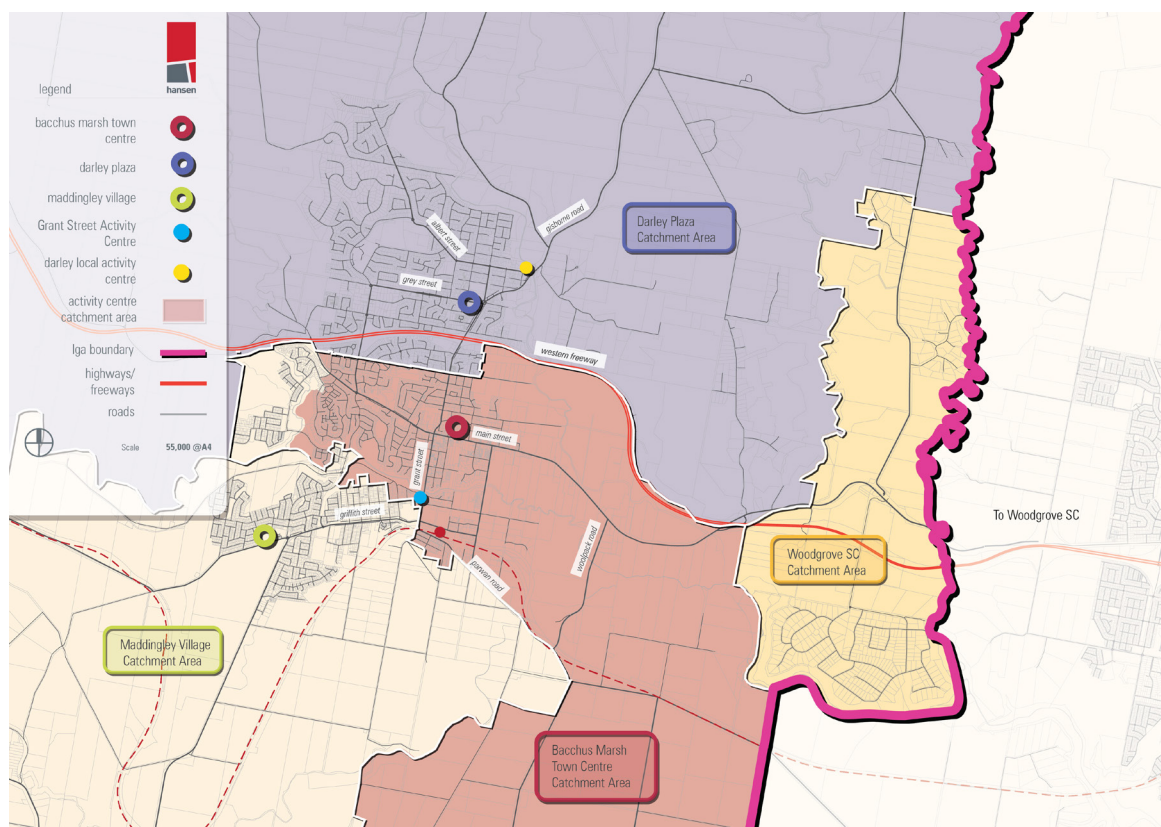 hansen
legend
bacchus marsh town
centre
darley plaza
maddingley village
Grant Street Activity
Centre
darley local activity
centre
activity centre
catchment area
lga boundary
highways/
freeways
roads
Scale 55,000 @A4
albert street
gisborne road
grey street
western freeway
main street
grant street
griffith street
woolpack road
parwan road
Darley Plaza
Catchment Area
To Woodgrove SC
Woodgrove SC
Catchment Area
Maddingley Village
Catchment Area
Bacchus Marsh
Town Centre
Catchment Area